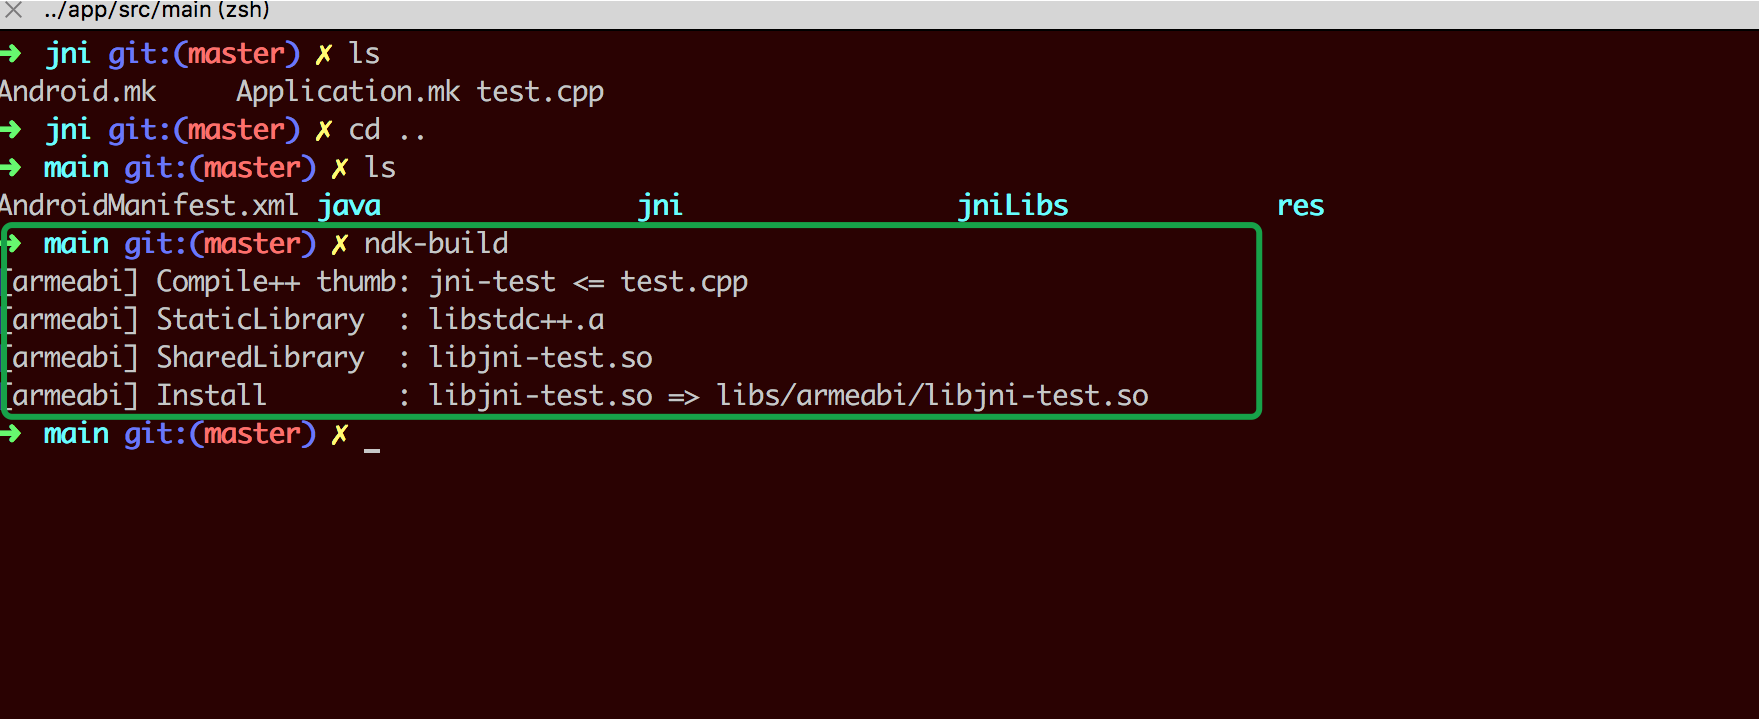 ../app/src/main (zsh)
➜ jni git:(master) ✗ ls
Android.mk Application.mk test.cpp
➜ jni git:(master) ✗ cd ..
➜ main git:(master) ✗ ls
AndroidManifest.xml java jni jniLibs res
➜ main git:(master) ✗ ndk-build
[armeabi] Compile++ thumb: jni-test <= test.cpp
[armeabi] StaticLibrary : libstdc++.a
[armeabi] SharedLibrary : libjni-test.so
[armeabi] Install : libjni-test.so => libs/armeabi/libjni-test.so
➜ main git:(master) ✗ _